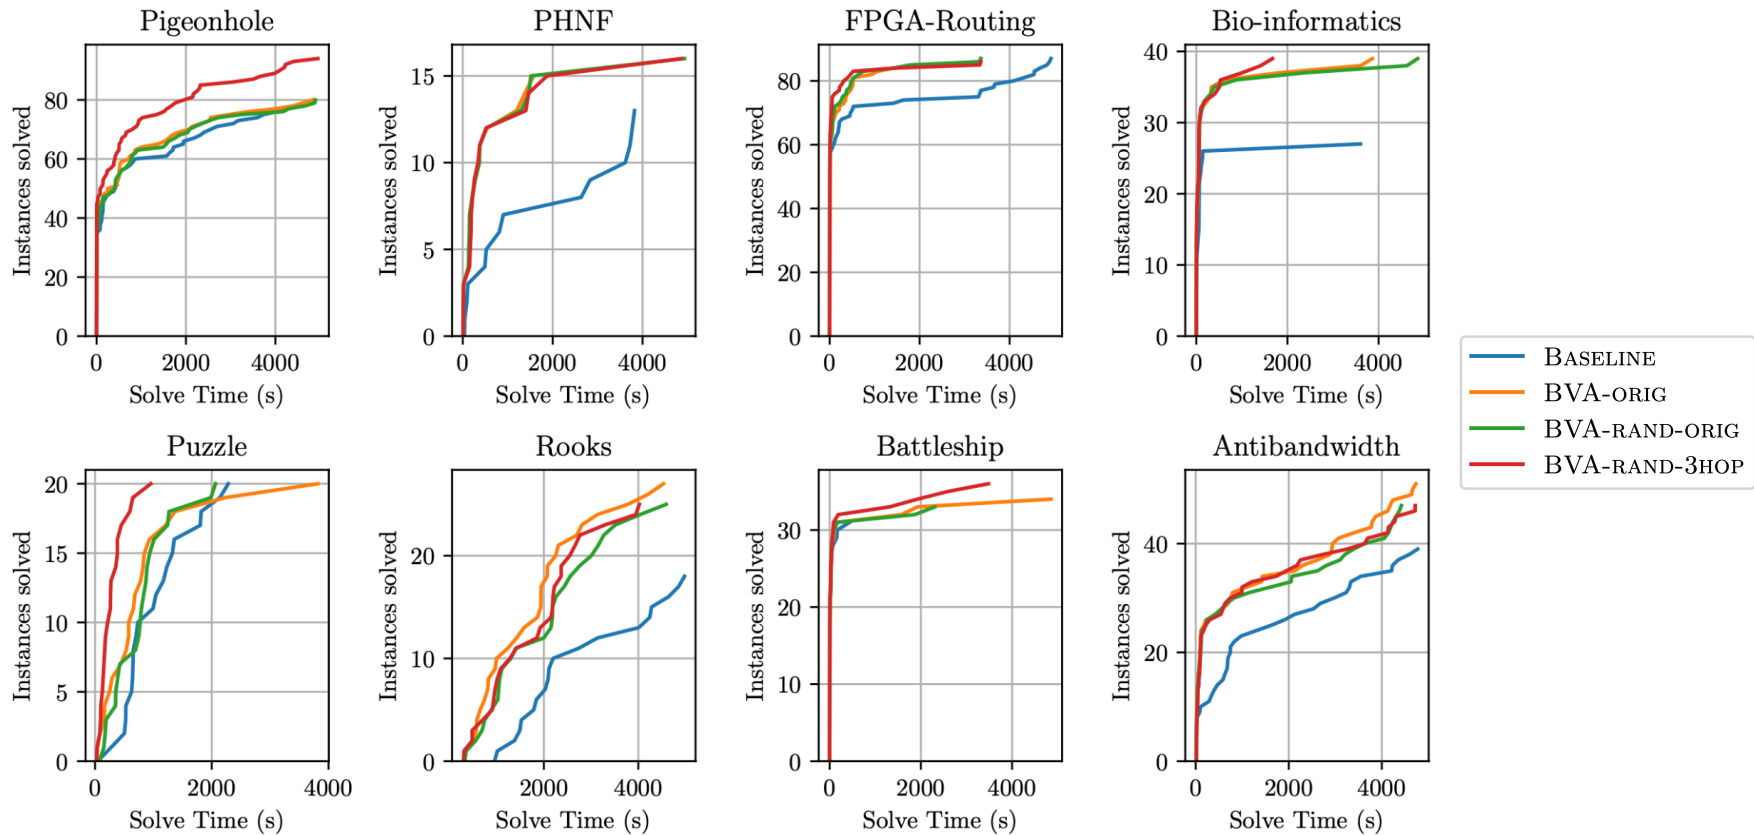 Pigeonhole
Instances solved
80
60
40
20
0
0 2000 4000
Solve Time (s)
PHNF
Instances solved
15
10
5
0
0 2000 4000
Solve Time (s)
FPGA-Routing
Instances solved
80
60
40
20
0
0 2000 4000
Solve Time (s)
Bio-informatics
Instances solved
40
30
20
10
0
0 2000 4000
Solve Time (s)
BASELINE
BVA-ORIG
BVA-RAND-ORIG
BVA-RAND-3HOP
Puzzle
Instances solved
20
15
10
5
0
0 2000 4000
Solve Time (s)
Rooks
Instances solved
20
10
0
2000 4000
Solve Time (s)
Battleship
Instances solved
30
20
10
0
0 2000 4000
Solve Time (s)
Antibandwidth
Instances solved
40
20
0
0 2000 4000
Solve Time (s)